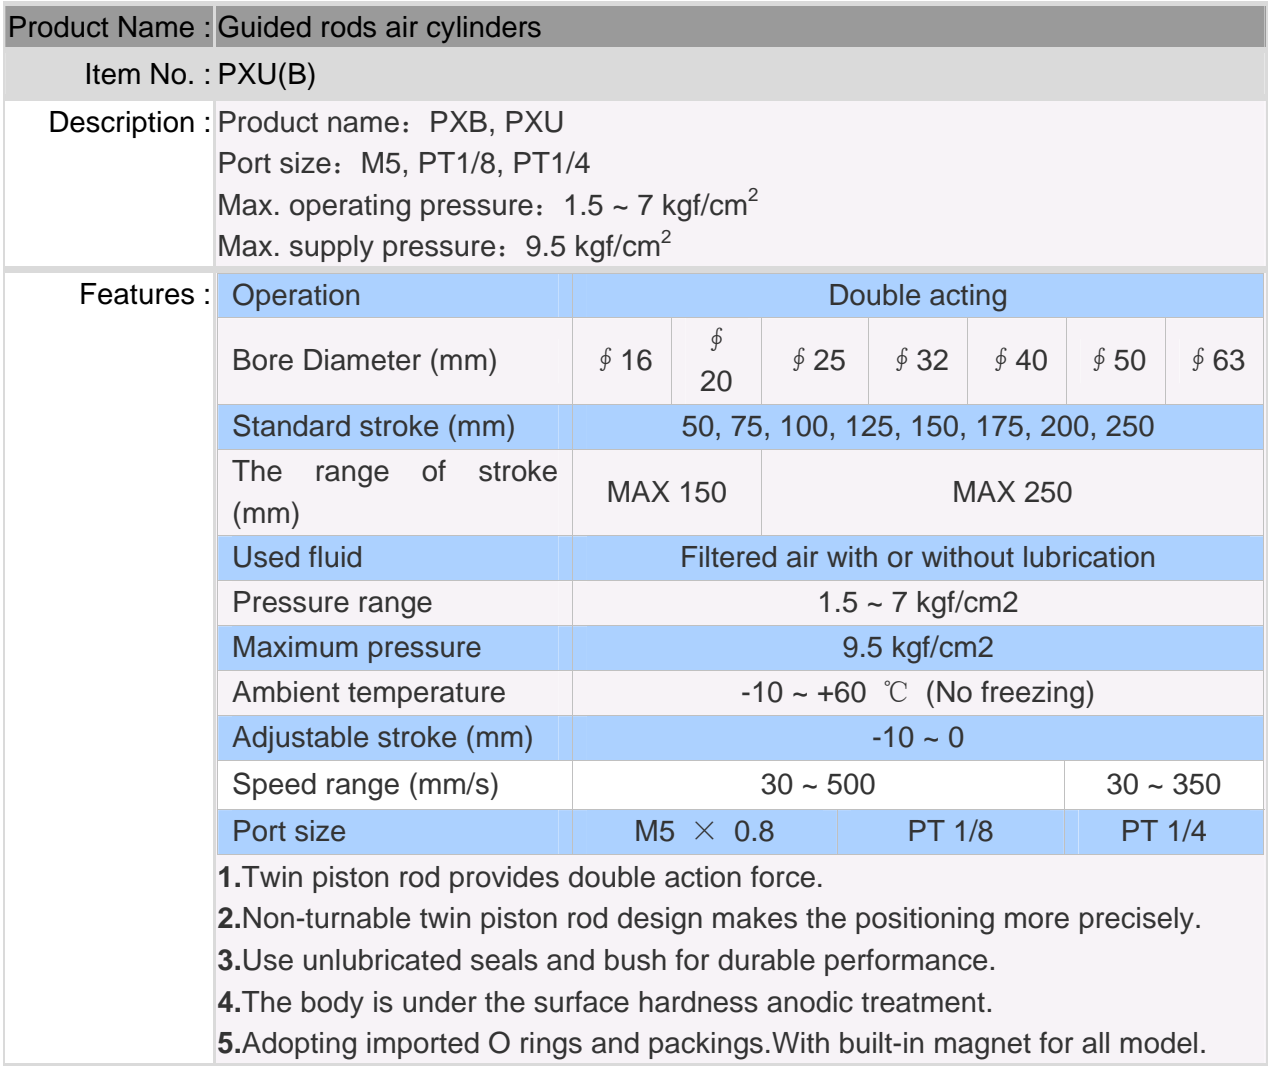 Product Name : Guided rods air cylinders
Item No. : PXU(B)
Description : Product name：PXB, PXU
Port size：M5, PT1/8, PT1/4
Max. operating pressure：1.5 ~ 7 kgf/cm²
Max. supply pressure：9.5 kgf/cm²
Features : Operation Double acting
Bore Diameter (mm) ∮16 ∮20 ∮25 ∮32 ∮40 ∮50 ∮63
Standard stroke (mm) 50, 75, 100, 125, 150, 175, 200, 250
The range of stroke
(mm) MAX 150 MAX 250
Used fluid Filtered air with or without lubrication
Pressure range 1.5 ~ 7 kgf/cm2
Maximum pressure 9.5 kgf/cm2
Ambient temperature -10 ~ +60 ℃ (No freezing)
Adjustable stroke (mm) -10 ~ 0
Speed range (mm/s) 30 ~ 500 30 ~ 350
Port size M5 × 0.8 PT 1/8 PT 1/4
1.Twin piston rod provides double action force.
2.Non-turnable twin piston rod design makes the positioning more precisely.
3.Use unlubricated seals and bush for durable performance.
4.The body is under the surface hardness anodic treatment.
5.Adopting imported O rings and packings.With built-in magnet for all model.